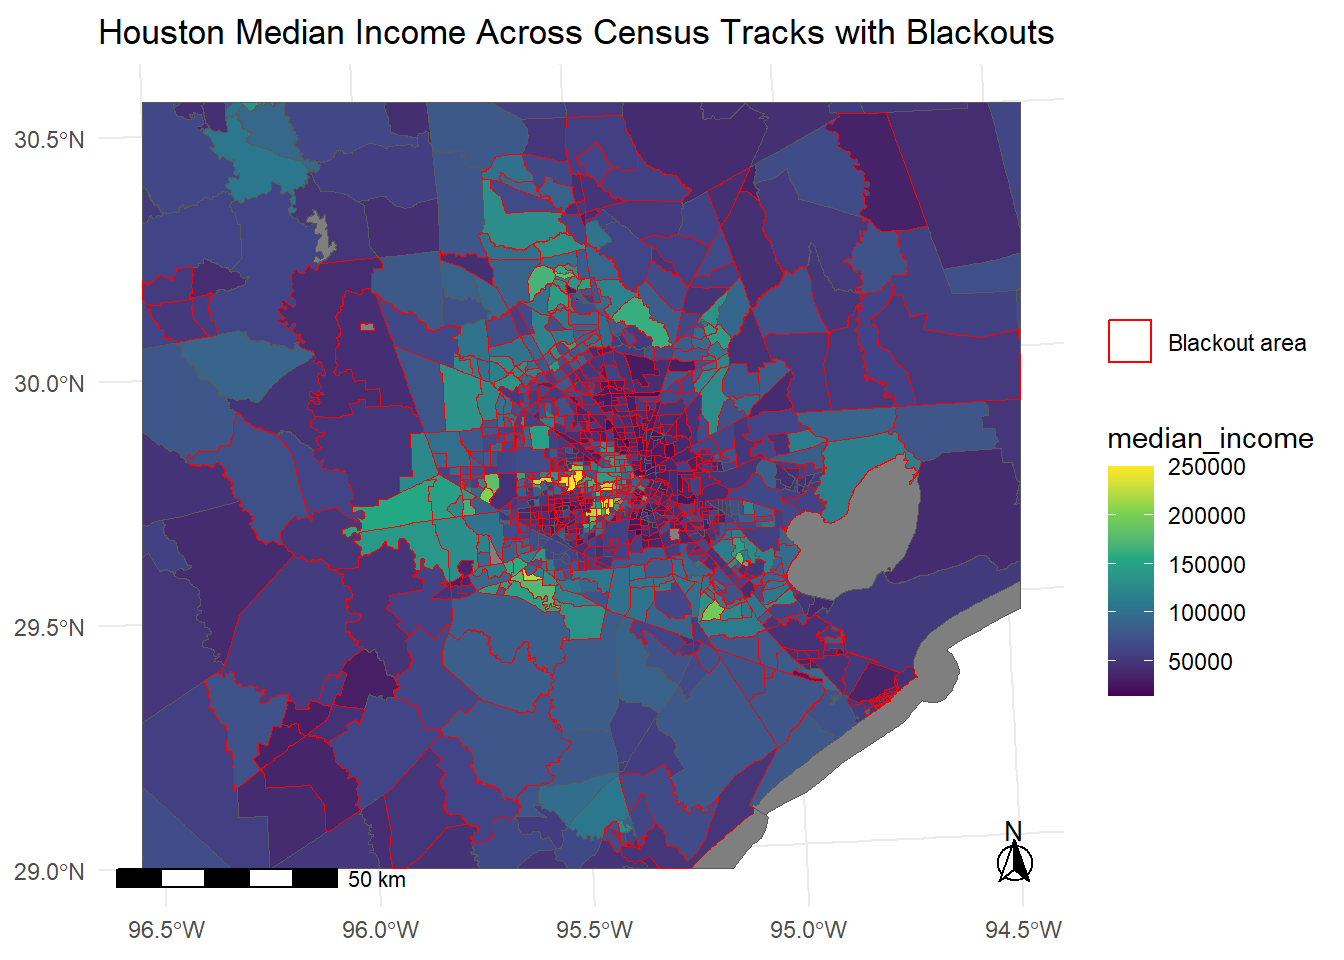 Houston Median Income Across Census Tracks with Blackouts
30.5°N
30.0°N
29.5°N
29.0°N
96.5°W
96.0°W
95.5°W
95.0°W
94.5°W
50 km
N
Blackout area
median_income
250000
200000
150000
100000
50000